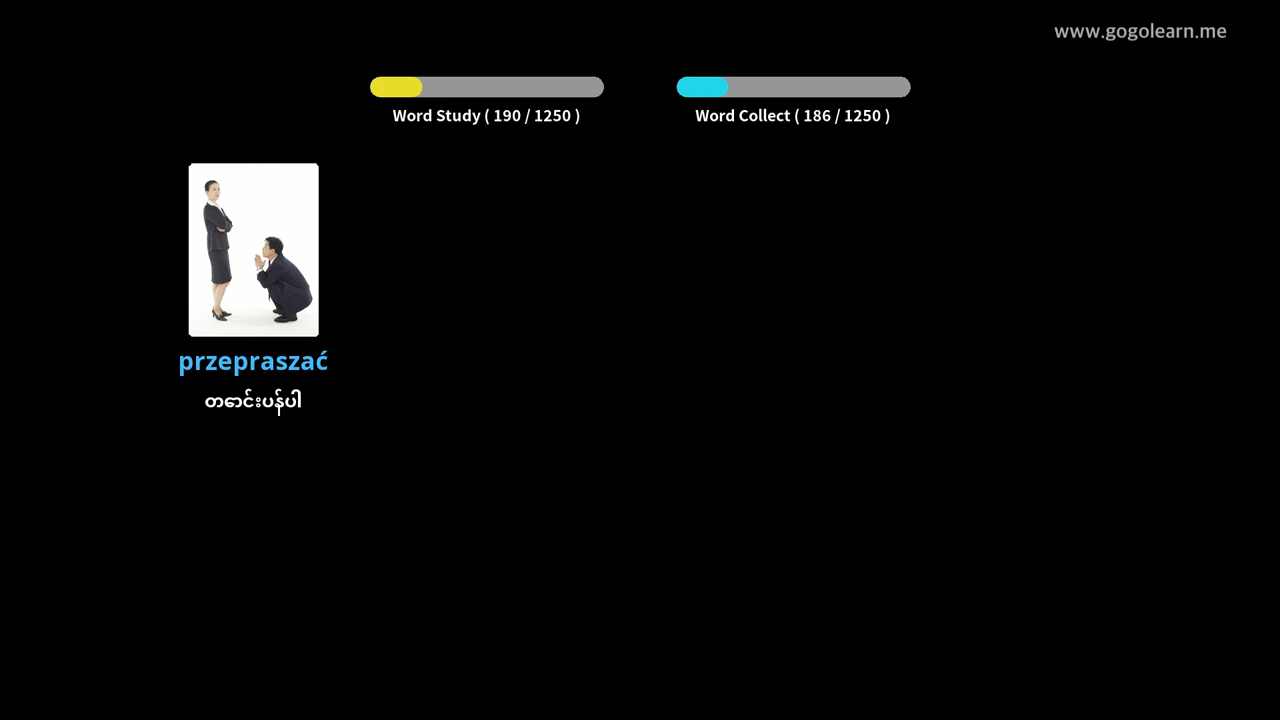 www.gogolearn.me
Word Study ( 190 / 1250 )
Word Collect ( 186 / 1250 )
przepraszać
တောင်းပန်ပါ